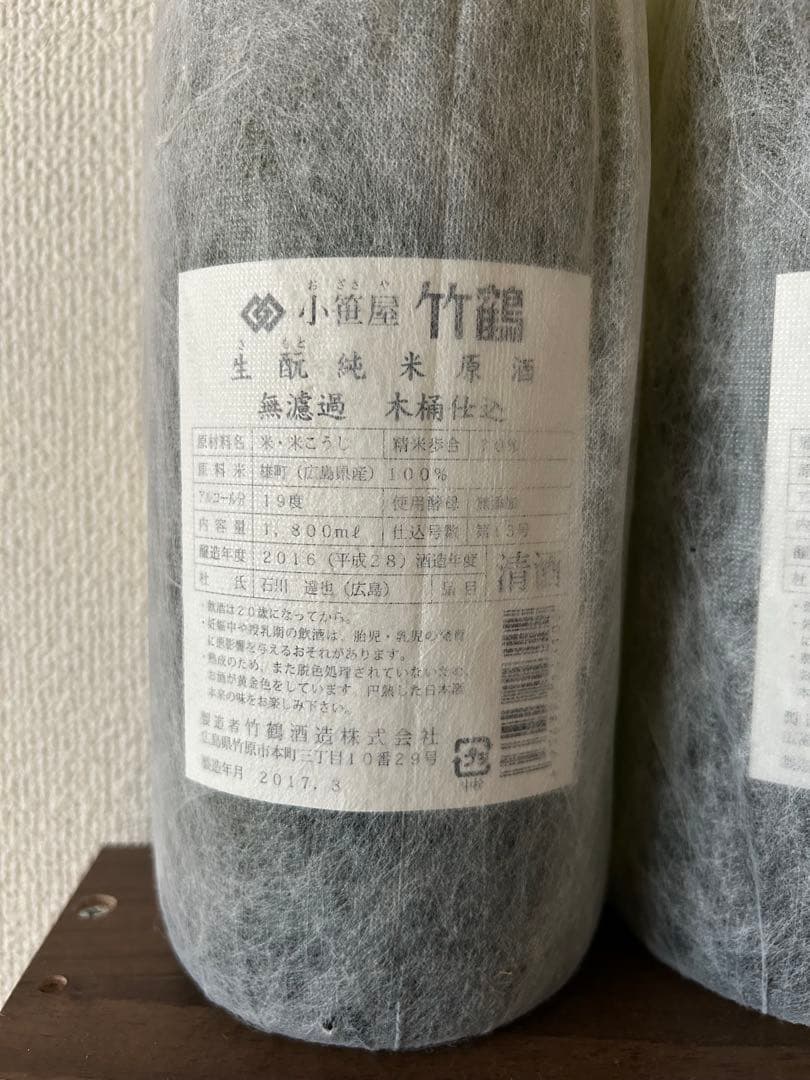 おざさや
小笹屋 竹鶴
きもと
生酛純米原酒
無濾過 木桶仕込
原材料名 米・米こうじ 精米歩合 70%
原料米 雄町(広島県産)100%
アルコール分 19度 使用酵母 無添加
内容量 1,800mℓ 仕込号数 第13号
醸造年度 2016(平成28)酒造年度
杜氏 石川 達也(広島) 品目 清酒
・飲酒は20歳になってから。
・妊娠中や授乳期の飲酒は、胎児・乳児の発育
に悪影響を与えるおそれがあります。
・熟成のため、また脱色処理されていないため、
お酒が黄金色をしています。円熟した日本酒
本来の味をお楽しみ下さい。
製造者 竹鶴酒造株式会社
広島県竹原市本町三丁目10番29号
製造年月 2017.3